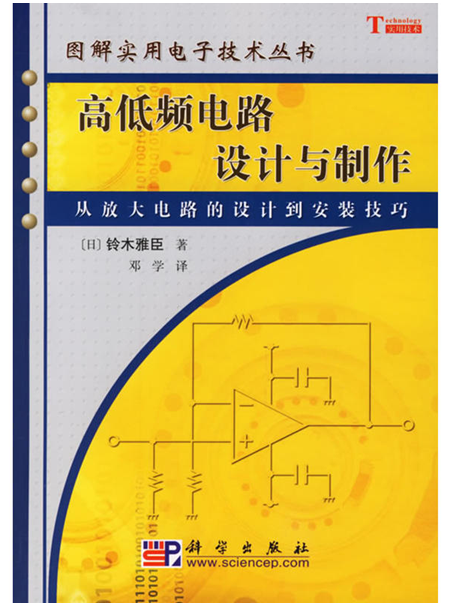 Technology
实用技术
图解实用电子技术丛书
高低频电路
设计与制作
从放大电路的设计到安装技巧
〔日〕铃木雅臣 著
邓 学 译
SP 科学出版社
www.sciencep.com